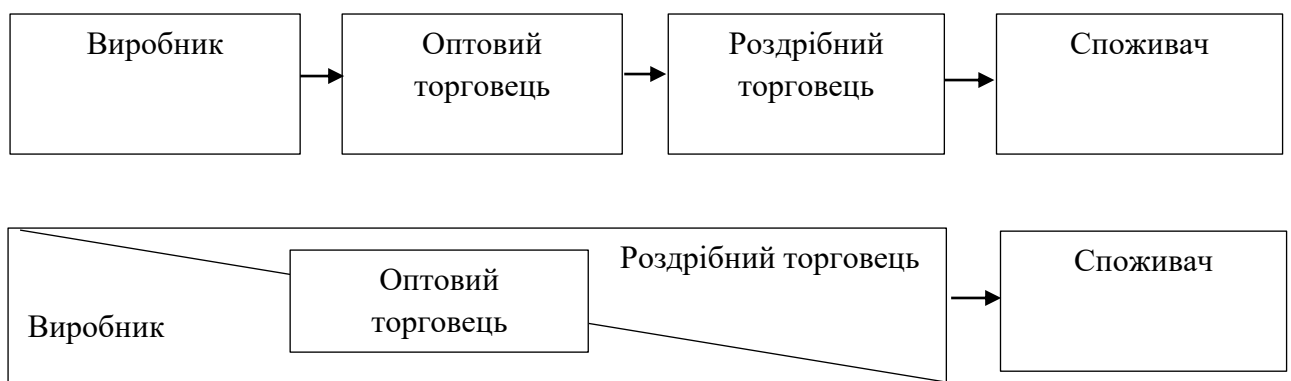 Виробник
Оптовий
торговець
Роздрібний
торговець
Споживач
Роздрібний торговець
Оптовий
торговець
Виробник
Споживач